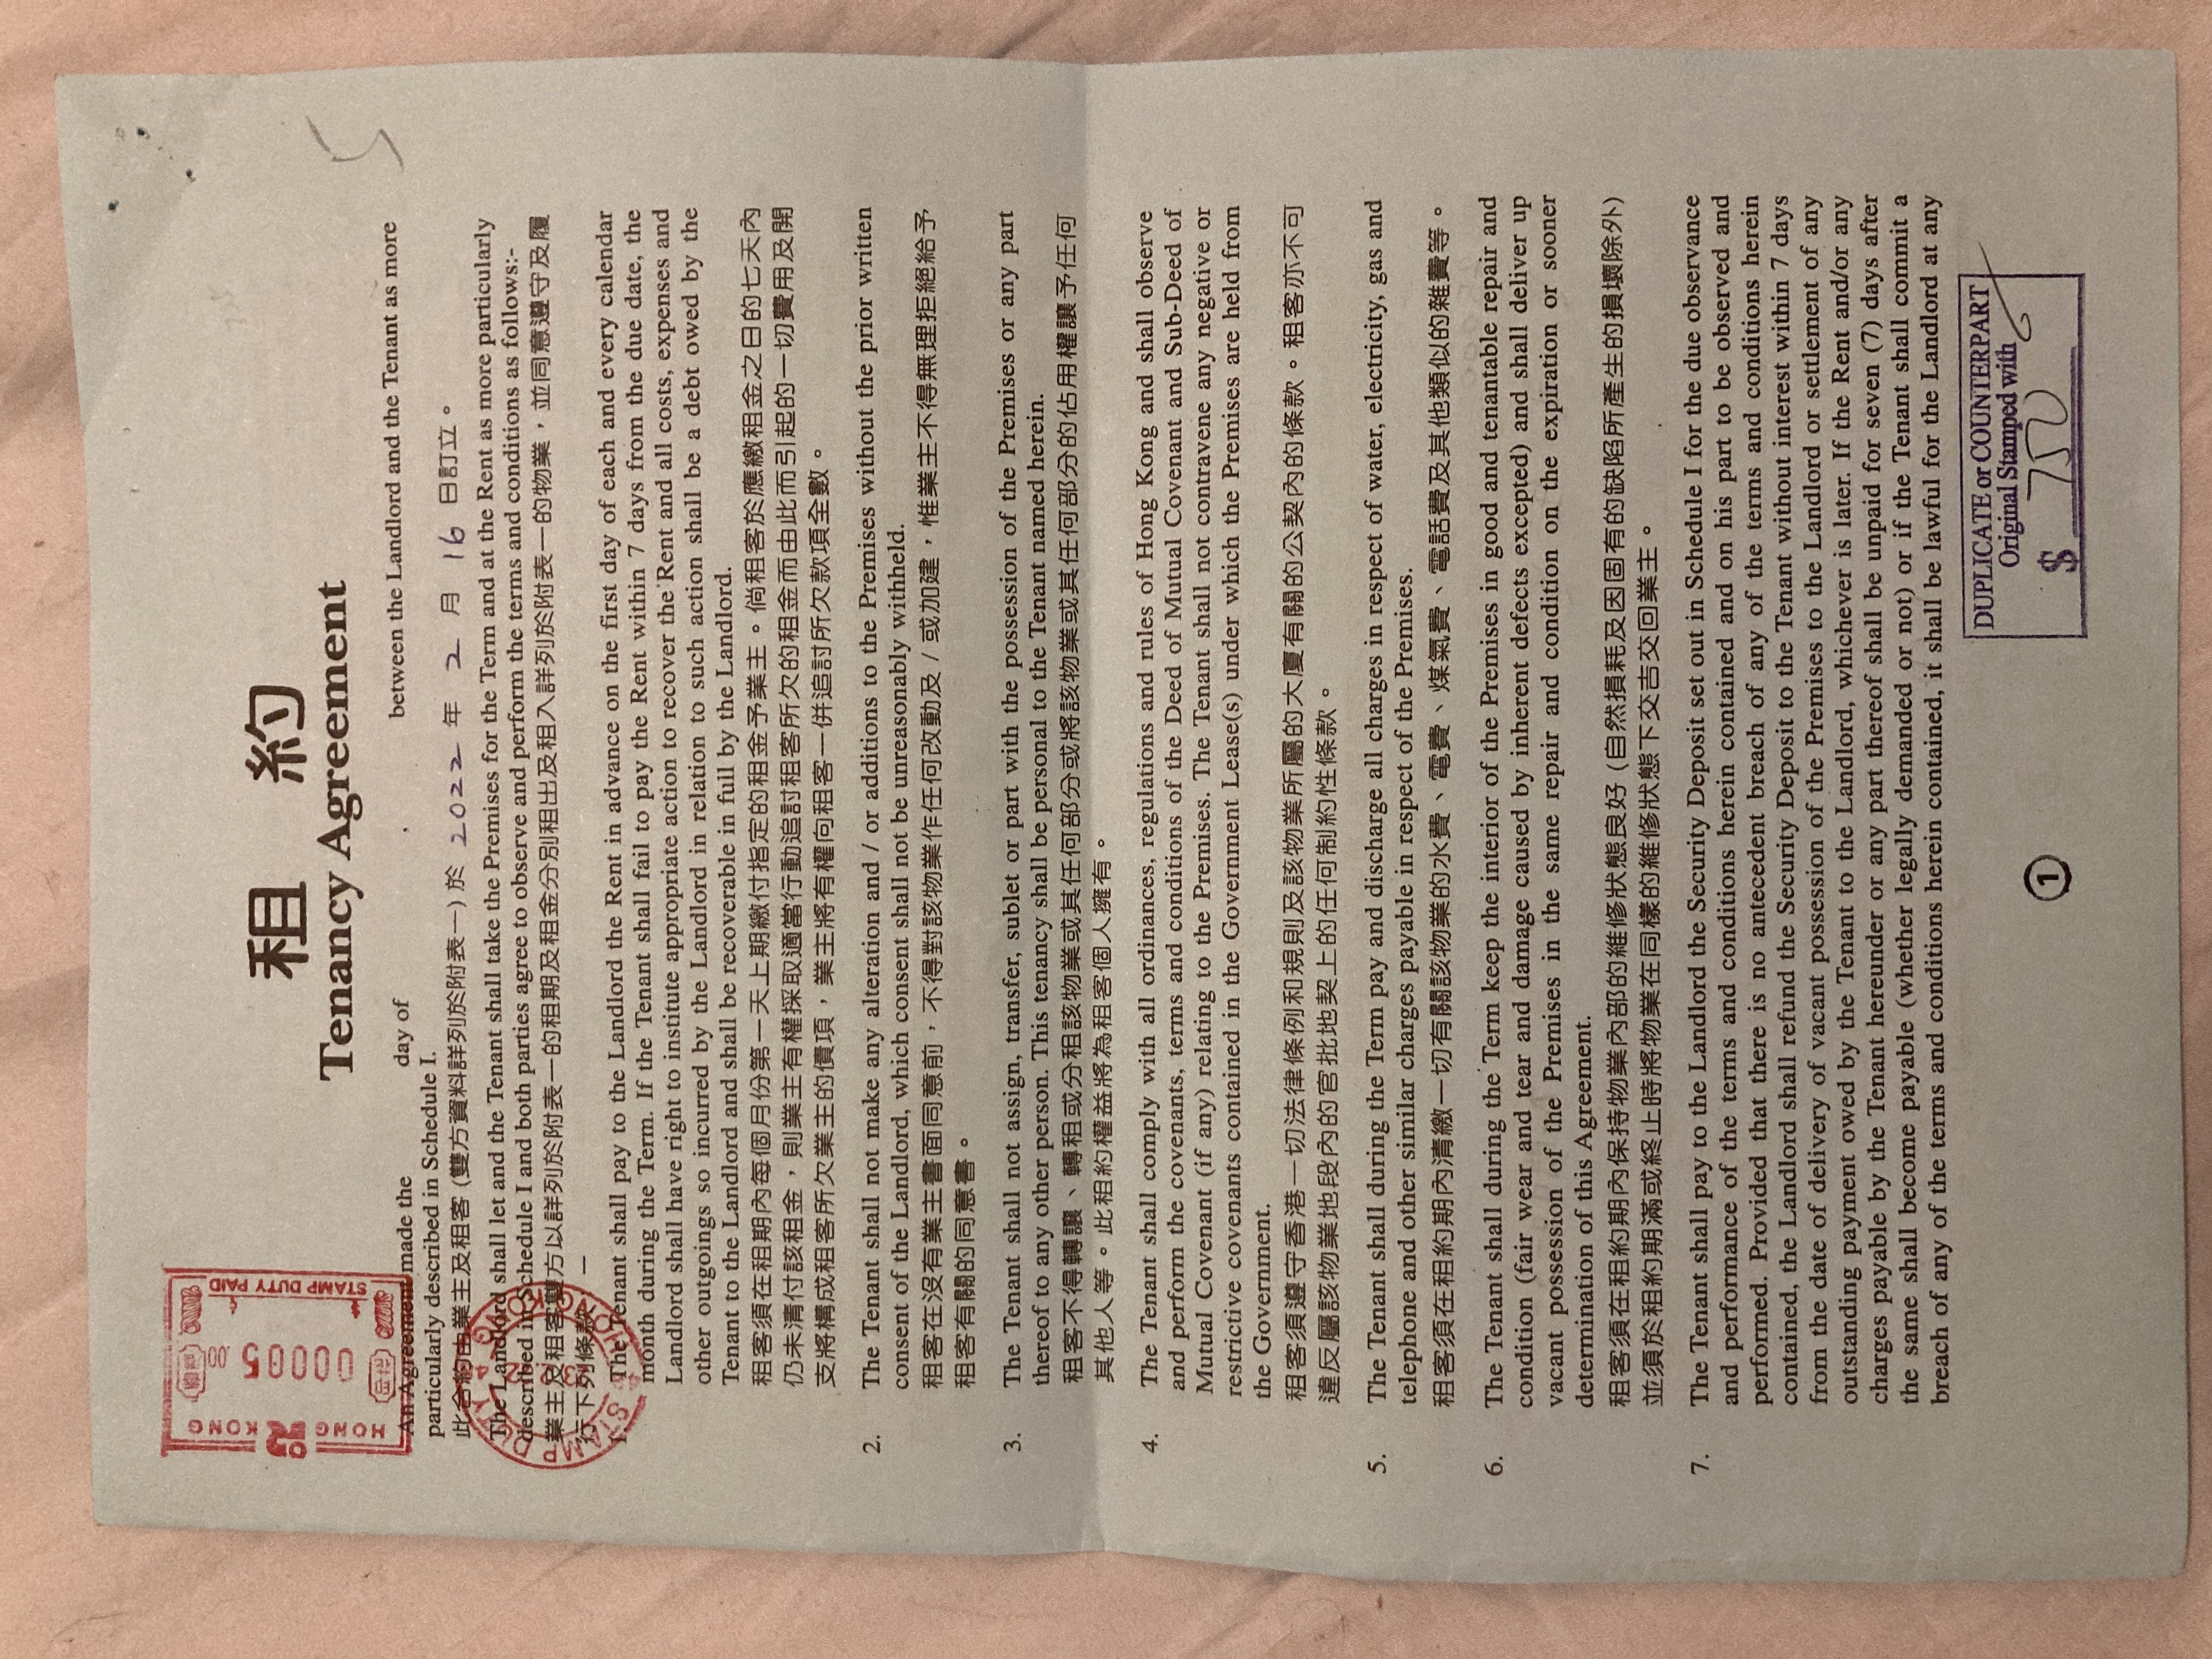 HONG KONG
00005 00
STAMP DUTY PAID
租 約
Tenancy Agreement
An Agreement made the day of between the Landlord and the Tenant as more
particularly described in Schedule I.
此合約由業主及租客 (雙方資料詳列於附表一) 於 2022 年 2 月 16 日訂立。
The Landlord shall let and the Tenant shall take the Premises for the Term and at the Rent as more particularly
described in Schedule I and both parties agree to observe and perform the terms and conditions as follows:-
業主及租客雙方以詳列於附表一的租期及租金分別租出及租入詳列於附表一的物業，並同意遵守及履
行下列條款：—
1. The Tenant shall pay to the Landlord the Rent in advance on the first day of each and every calendar
month during the Term. If the Tenant shall fail to pay the Rent within 7 days from the due date, the
Landlord shall have right to institute appropriate action to recover the Rent and all costs, expenses and
other outgoings so incurred by the Landlord in relation to such action shall be a debt owed by the
Tenant to the Landlord and shall be recoverable in full by the Landlord.
租客須在租期內每個月份第一天上期繳付指定的租金予業主。倘租客於應繳租金之日的七天內
仍未清付該租金，則業主有權採取適當行動追討租客所欠的租金而由此而引起的一切費用及開
支將構成租客所欠業主的債項，業主將有權向租客一併追討所欠款項全數。
2. The Tenant shall not make any alteration and / or additions to the Premises without the prior written
consent of the Landlord, which consent shall not be unreasonably withheld.
租客在沒有業主書面同意前，不得對該物業作任何改動及 / 或加建，惟業主不得無理拒絕給予
租客有關的同意書。
3. The Tenant shall not assign, transfer, sublet or part with the possession of the Premises or any part
thereof to any other person. This tenancy shall be personal to the Tenant named herein.
租客不得轉讓、轉租或分租該物業或其任何部分或將該物業或其任何部分的佔用權讓予任何
其他人等。此租約權益將為租客個人擁有。
4. The Tenant shall comply with all ordinances, regulations and rules of Hong Kong and shall observe
and perform the covenants, terms and conditions of the Deed of Mutual Covenant and Sub-Deed of
Mutual Covenant (if any) relating to the Premises. The Tenant shall not contravene any negative or
restrictive covenants contained in the Government Lease(s) under which the Premises are held from
the Government.
租客須遵守香港一切法律條例和規則及該物業所屬的大廈有關的公契內的條款。租客亦不可
違反屬該物業地段內的官批地契上的任何制約性條款。
5. The Tenant shall during the Term pay and discharge all charges in respect of water, electricity, gas and
telephone and other similar charges payable in respect of the Premises.
租客須在租約期內清繳一切有關該物業的水費、電費、煤氣費、電話費及其他類似的雜費等。
6. The Tenant shall during the Term keep the interior of the Premises in good and tenantable repair and
condition (fair wear and tear and damage caused by inherent defects excepted) and shall deliver up
vacant possession of the Premises in the same repair and condition on the expiration or sooner
determination of this Agreement.
租客須在租約期內保持物業內部的維修狀態良好 (自然損耗及因固有的缺陷所產生的損壞除外)
並須於租約期滿或終止時將物業在同樣的維修狀態下交吉交回業主。
7. The Tenant shall pay to the Landlord the Security Deposit set out in Schedule I for the due observance
and performance of the terms and conditions herein contained and on his part to be observed and
performed. Provided that there is no antecedent breach of any of the terms and conditions herein
contained, the Landlord shall refund the Security Deposit to the Tenant without interest within 7 days
from the date of delivery of vacant possession of the Premises to the Landlord or settlement of any
outstanding payment owed by the Tenant to the Landlord, whichever is later. If the Rent and/or any
charges payable by the Tenant hereunder or any part thereof shall be unpaid for seven (7) days after
the same shall become payable (whether legally demanded or not) or if the Tenant shall commit a
breach of any of the terms and conditions herein contained, it shall be lawful for the Landlord at any
DUPLICATE or COUNTERPART
Original Stamped with
$ 752
1